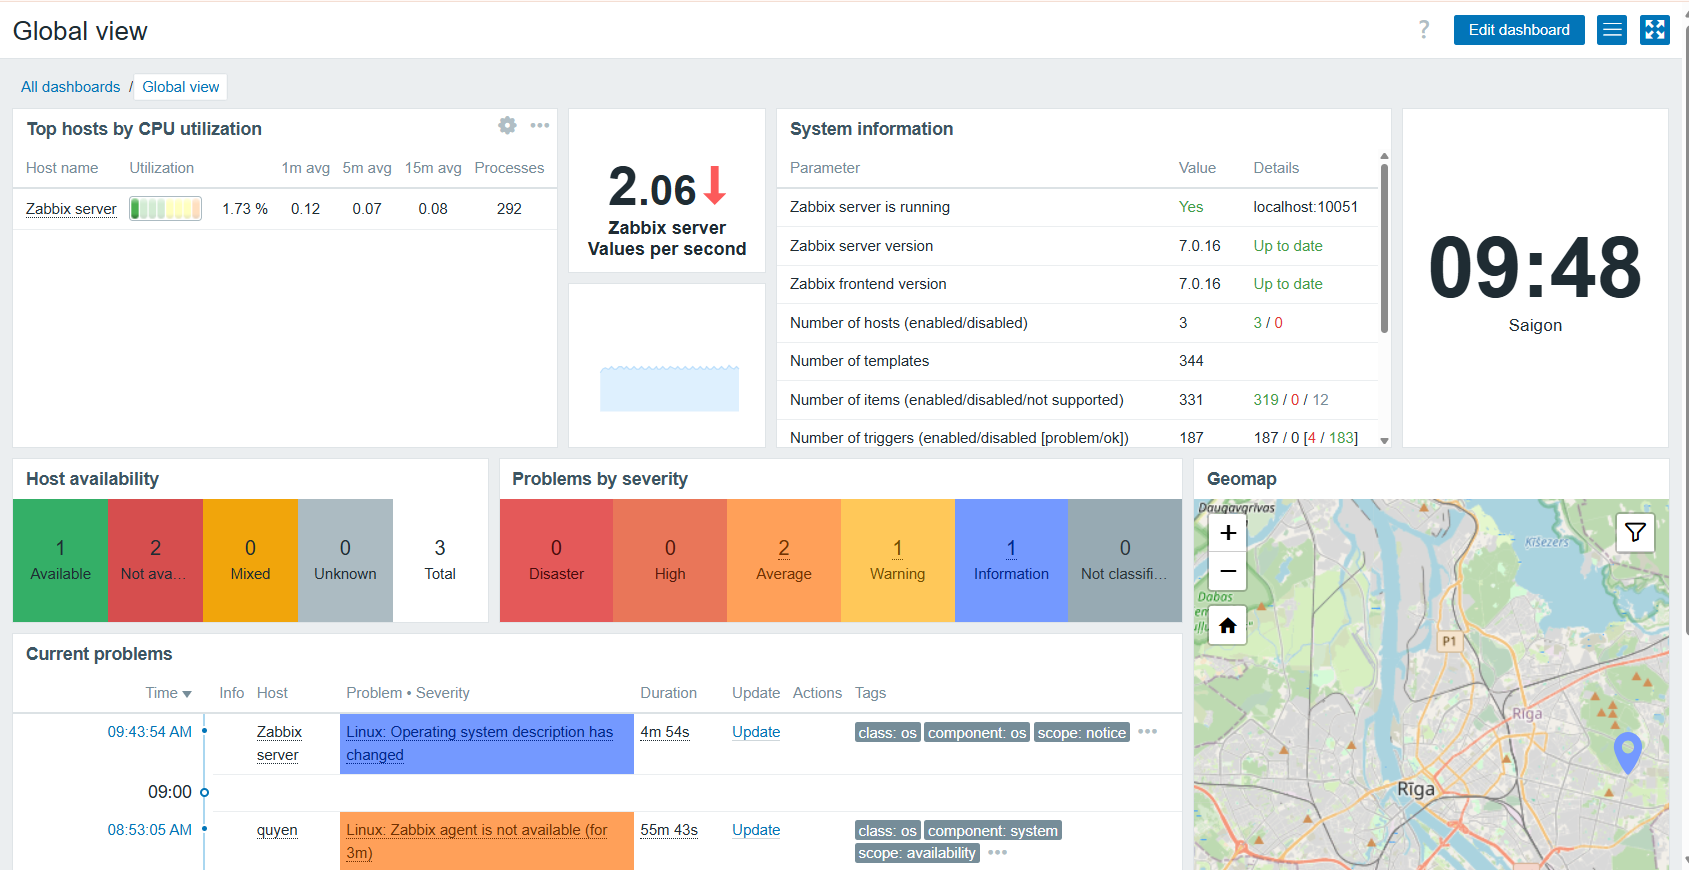 Global view
?
Edit dashboard
All dashboards / Global view
Top hosts by CPU utilization
Host name Utilization 1m avg 5m avg 15m avg Processes
Zabbix server 1.73 % 0.12 0.07 0.08 292
2.06
Zabbix server
Values per second
System information
Parameter Value Details
Zabbix server is running Yes localhost:10051
Zabbix server version 7.0.16 Up to date
Zabbix frontend version 7.0.16 Up to date
Number of hosts (enabled/disabled) 3 3 / 0
Number of templates 344
Number of items (enabled/disabled/not supported) 331 319 / 0 / 12
Number of triggers (enabled/disabled [problem/ok]) 187 187 / 0 [4 / 183]
09:48
Saigon
Host availability
1 2 0 0 3
Available Not ava... Mixed Unknown Total
Problems by severity
0 0 2 1 1 0
Disaster High Average Warning Information Not classifi...
Geomap
Daugavgrīvas
Ķīšezers
+
−
Dabas
P1
Rīga
Rīga
Current problems
Time Info Host Problem • Severity Duration Update Actions Tags
09:43:54 AM Zabbix server Linux: Operating system description has changed 4m 54s Update class: os component: os scope: notice
09:00
08:53:05 AM quyen Linux: Zabbix agent is not available (for 3m) 55m 43s Update class: os component: system
scope: availability